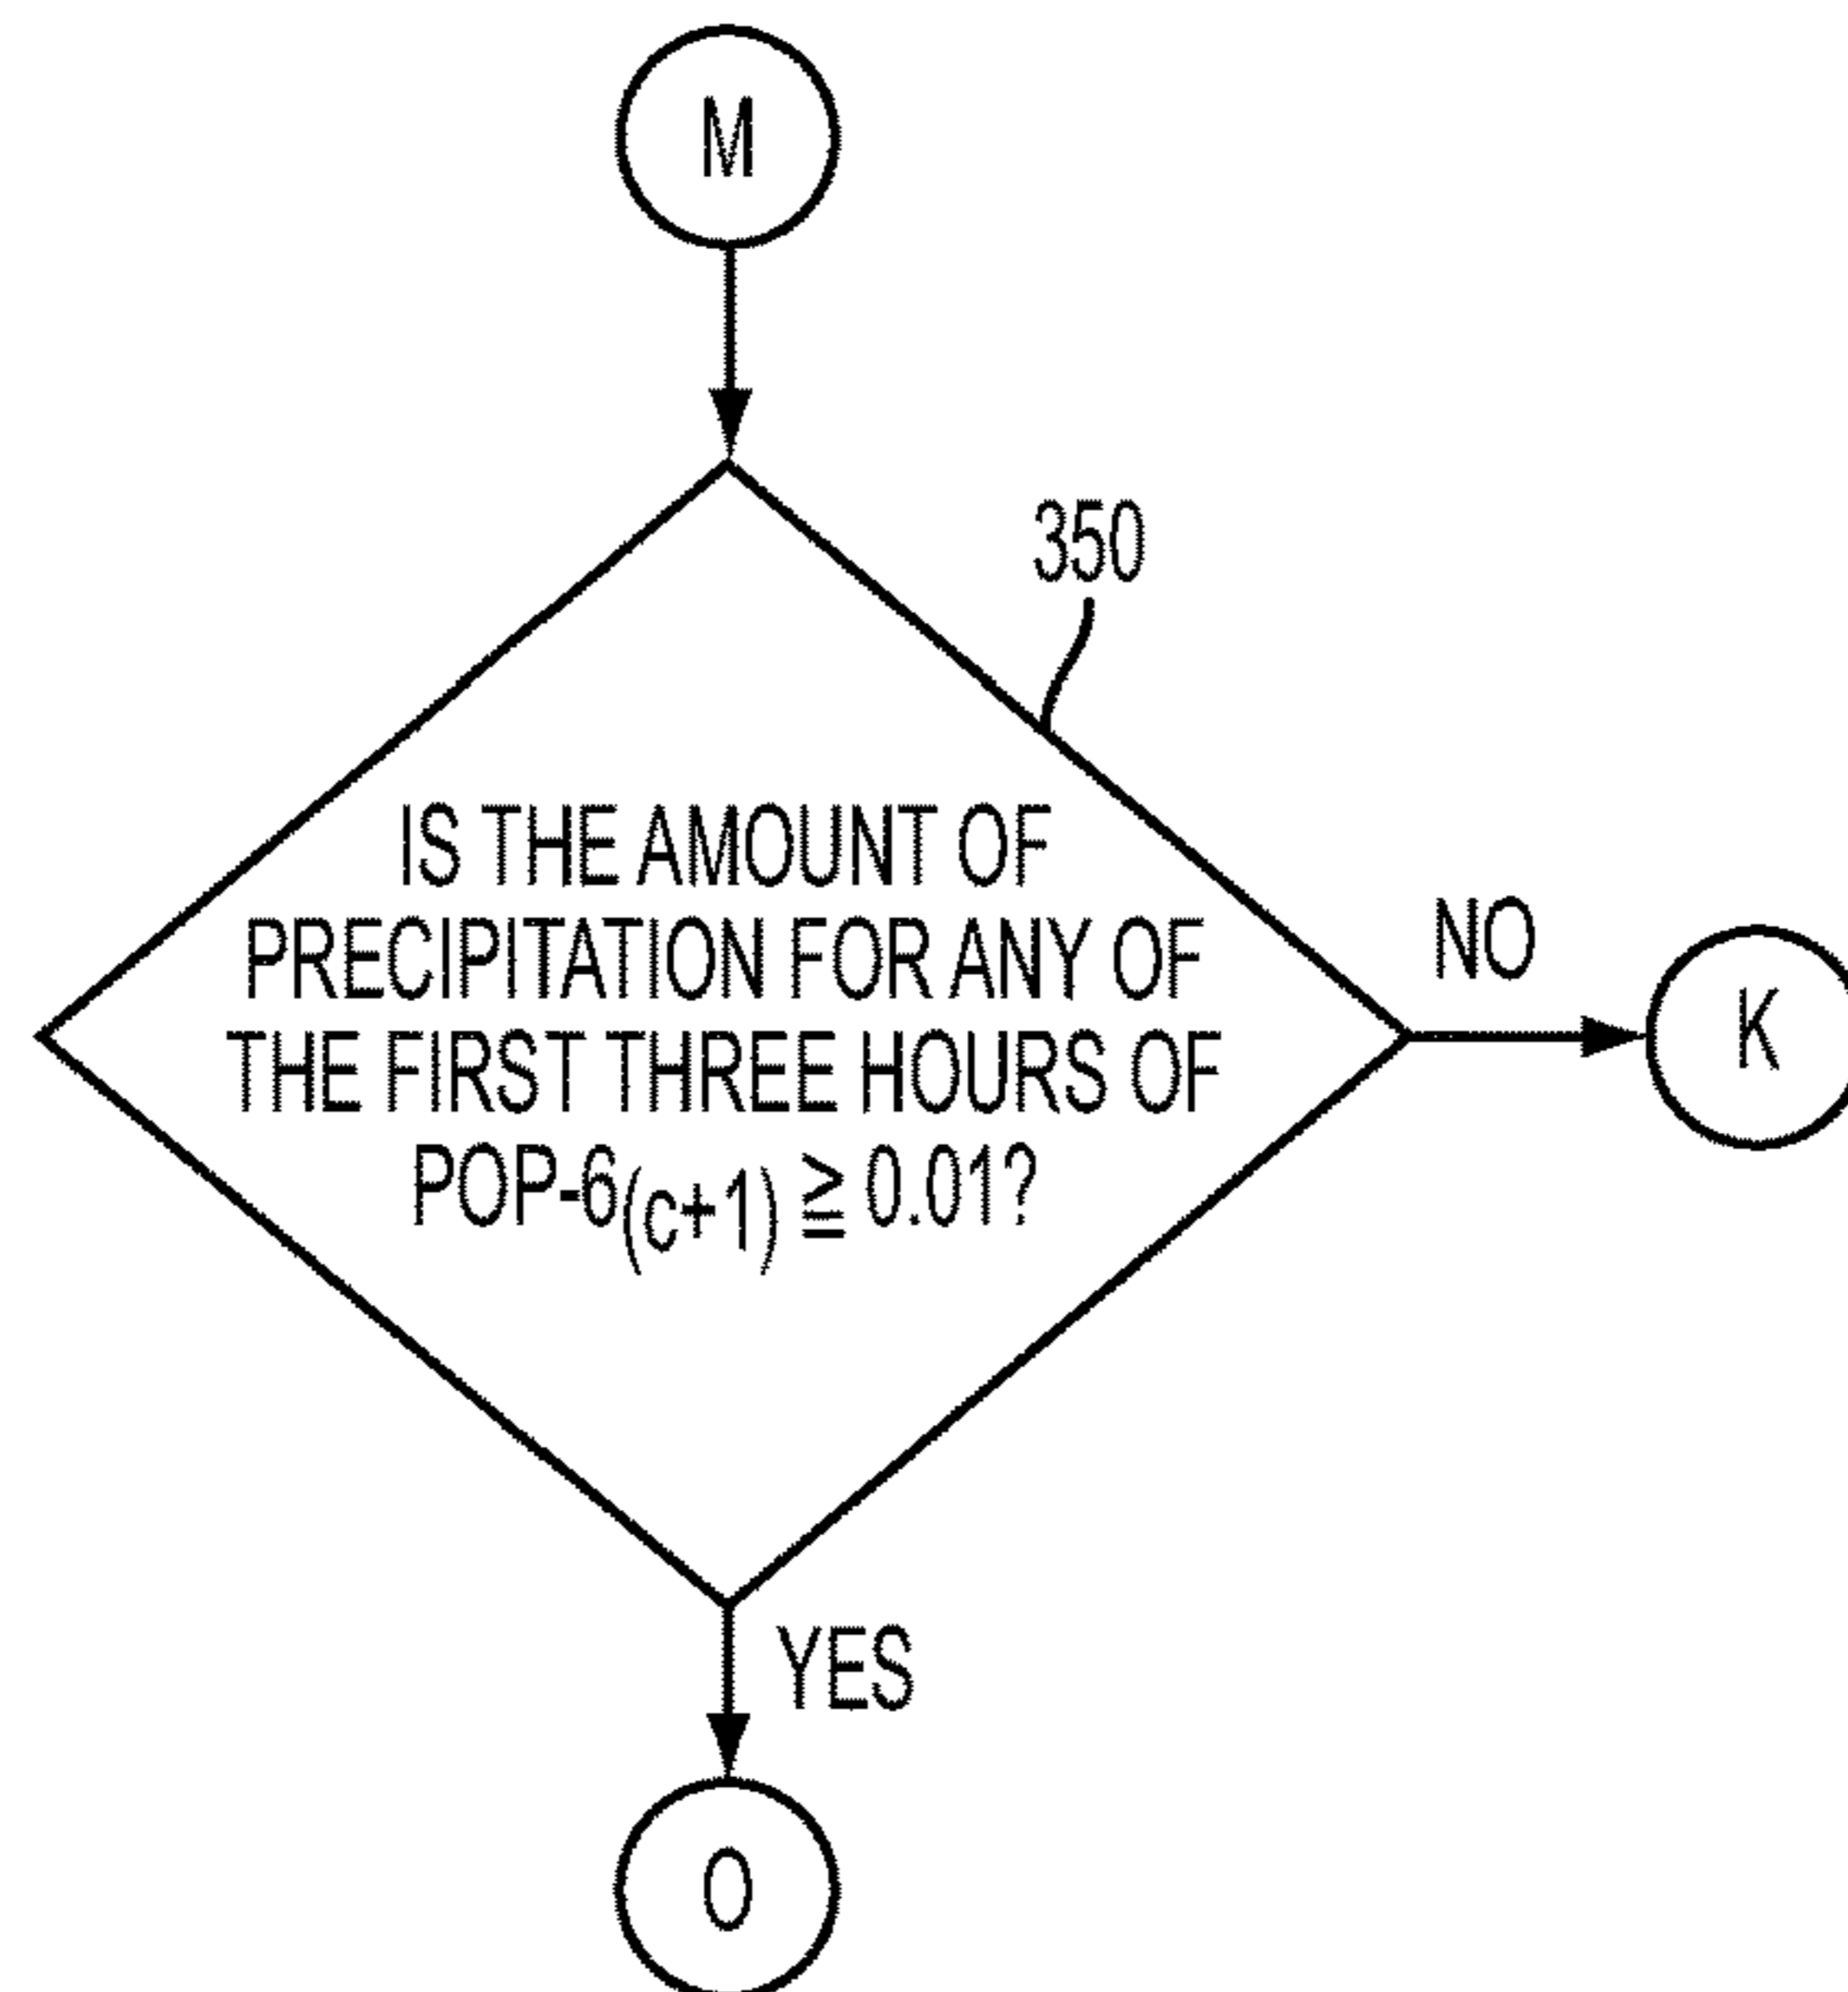 M
350
IS THE AMOUNT OF
PRECIPITATION FOR ANY OF
THE FIRST THREE HOURS OF
POP-6(c+1) ≧ 0.01?
NO
K
YES
O